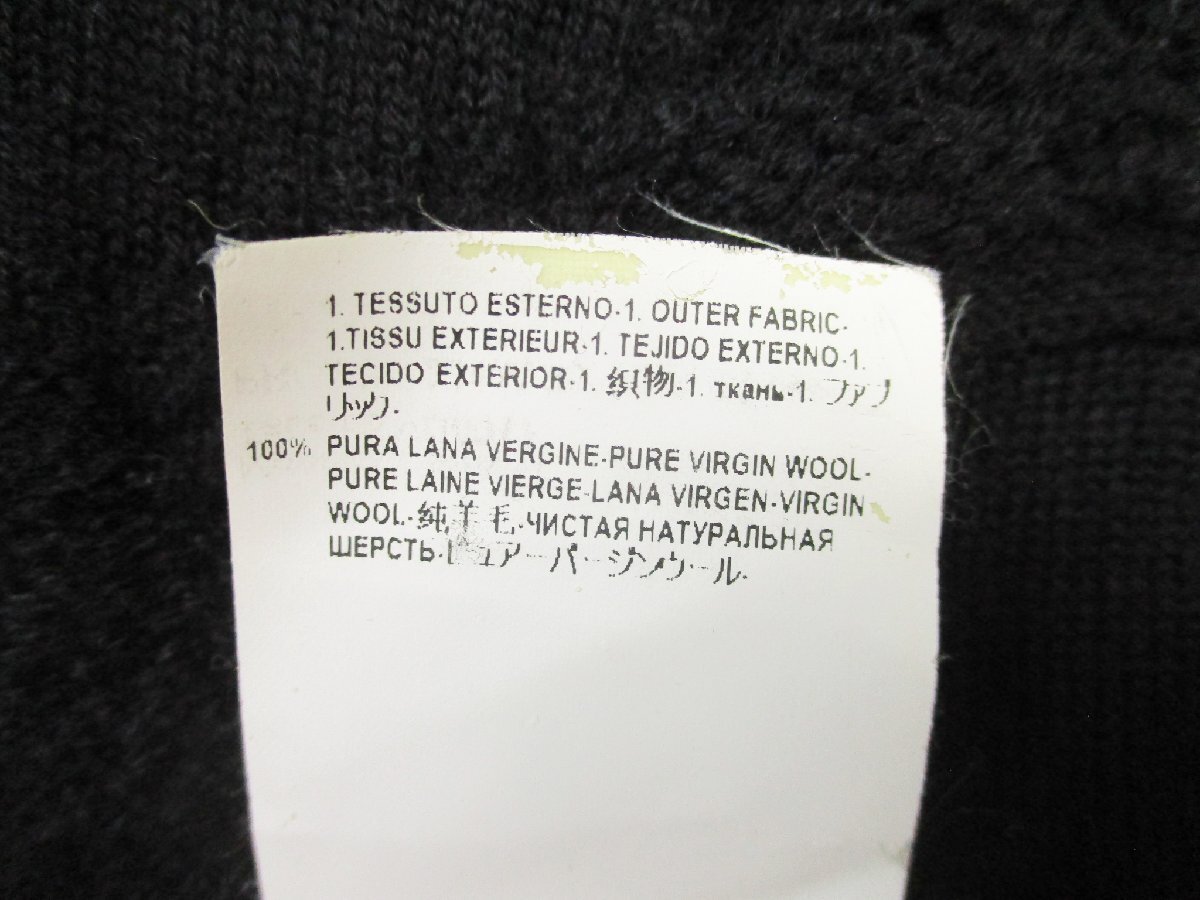 1. TESSUTO ESTERNO-1. OUTER FABRIC-
1.TISSU EXTERIEUR-1. TEJIDO EXTERNO-1.
TECIDO EXTERIOR-1. 织物-1. ткань-1. ファブ
リック-
100% PURA LANA VERGINE-PURE VIRGIN WOOL-
PURE LAINE VIERGE-LANA VIRGEN-VIRGIN
WOOL-纯羊毛-ЧИСТАЯ НАТУРАЛЬНАЯ
ШЕРСТЬ-ピュアーバージンウール-